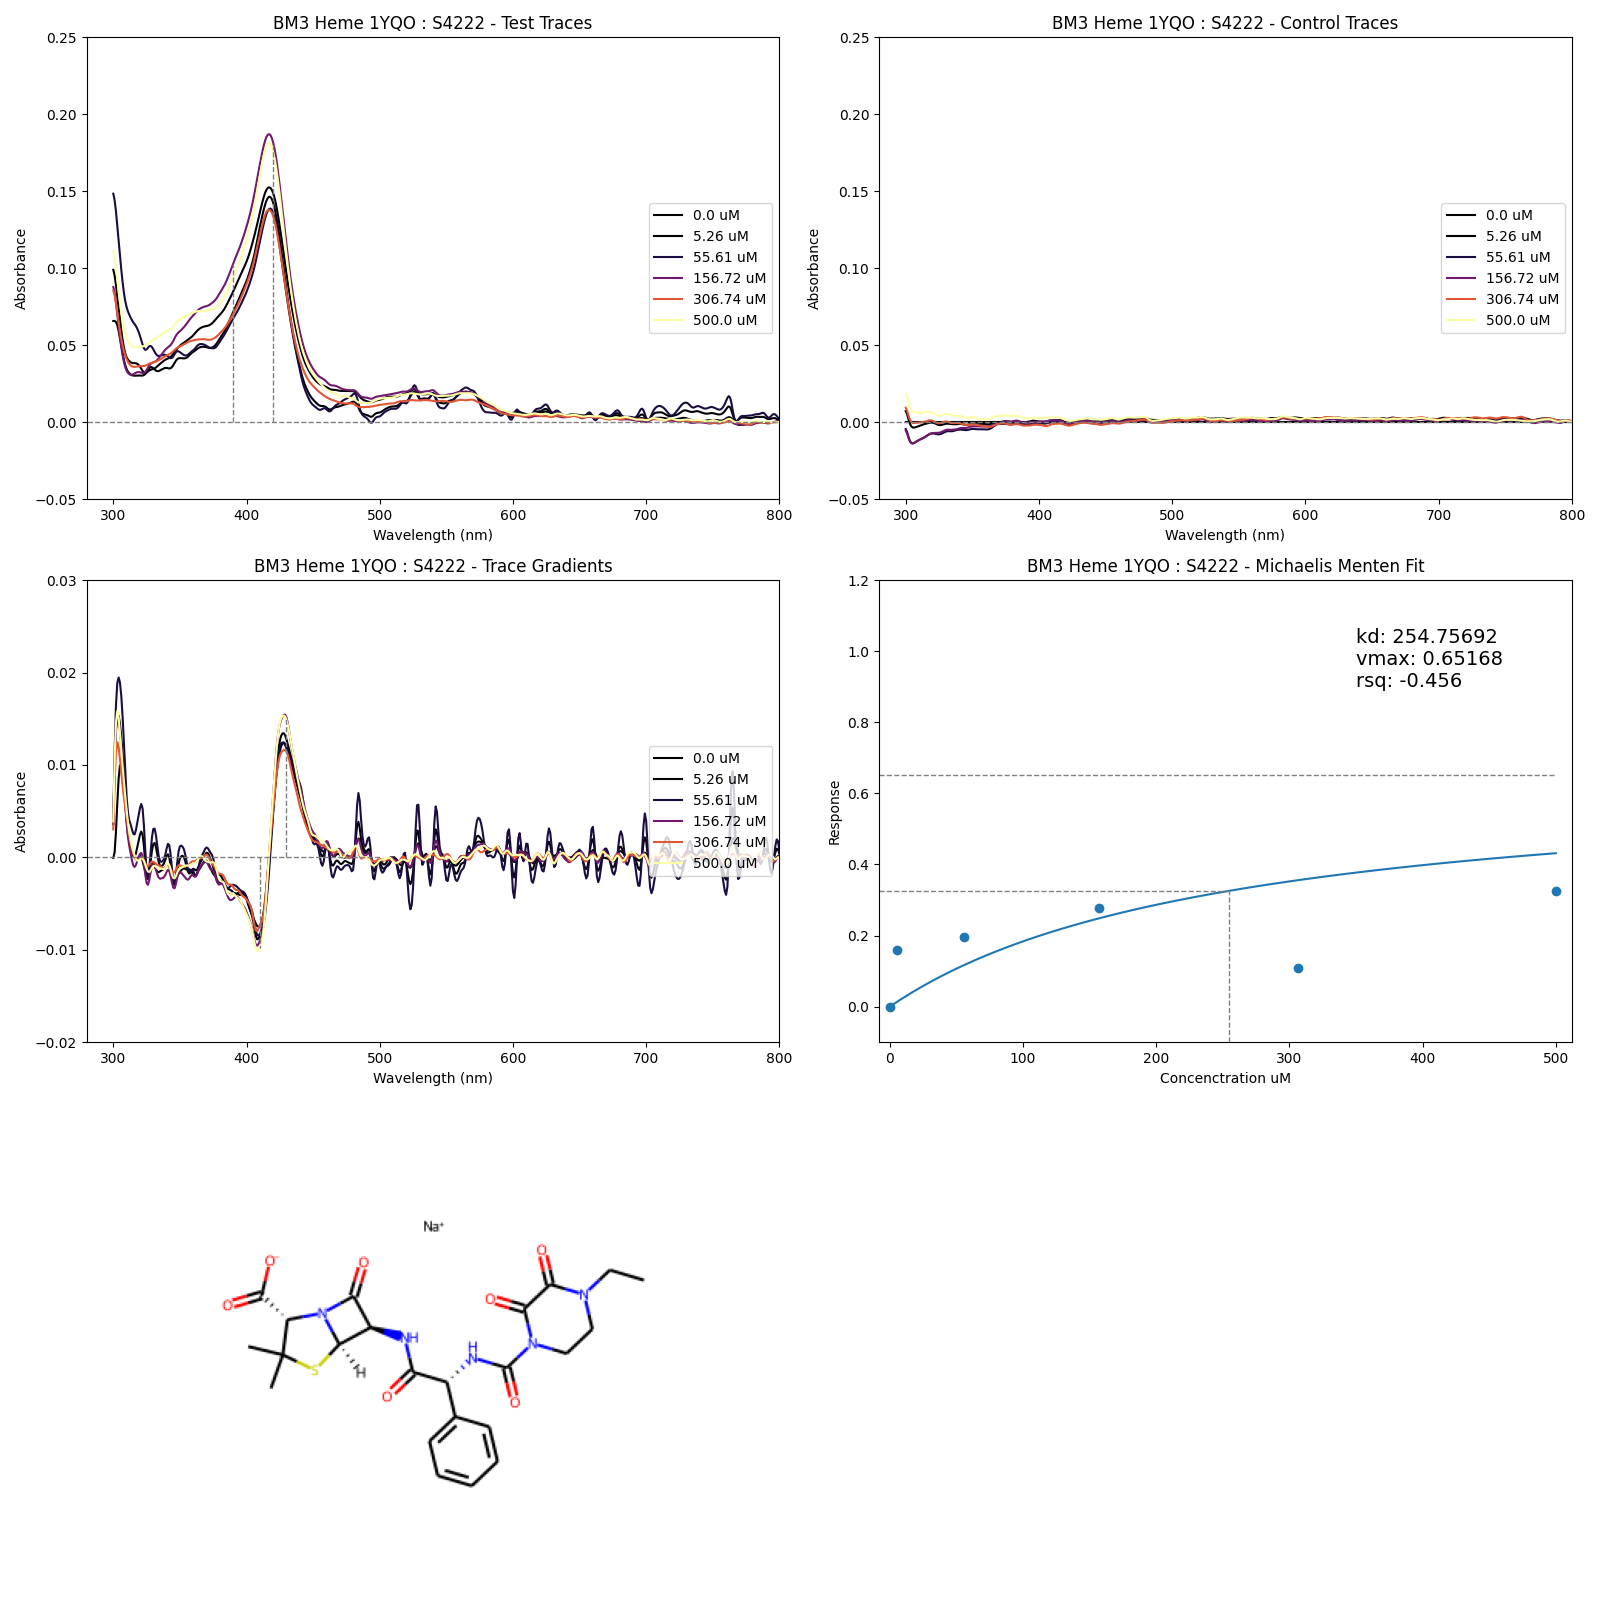 BM3 Heme 1YQO : S4222 - Test Traces
0.25
0.20
0.15
0.10
0.05
0.00
−0.05
Absorbance
300
400
500
600
700
800
Wavelength (nm)
0.0 uM
5.26 uM
55.61 uM
156.72 uM
306.74 uM
500.0 uM
BM3 Heme 1YQO : S4222 - Control Traces
0.25
0.20
0.15
0.10
0.05
0.00
−0.05
Absorbance
300
400
500
600
700
800
Wavelength (nm)
0.0 uM
5.26 uM
55.61 uM
156.72 uM
306.74 uM
500.0 uM
BM3 Heme 1YQO : S4222 - Trace Gradients
0.03
0.02
0.01
0.00
−0.01
−0.02
Absorbance
300
400
500
600
700
800
Wavelength (nm)
0.0 uM
5.26 uM
55.61 uM
156.72 uM
306.74 uM
500.0 uM
BM3 Heme 1YQO : S4222 - Michaelis Menten Fit
1.2
1.0
0.8
0.6
0.4
0.2
0.0
Response
kd: 254.75692
vmax: 0.65168
rsq: -0.456
0
100
200
300
400
500
Concenctration uM
Na+
O
O-
O
O
N
O
O
N
N
NH
H
N
S
H
O
O